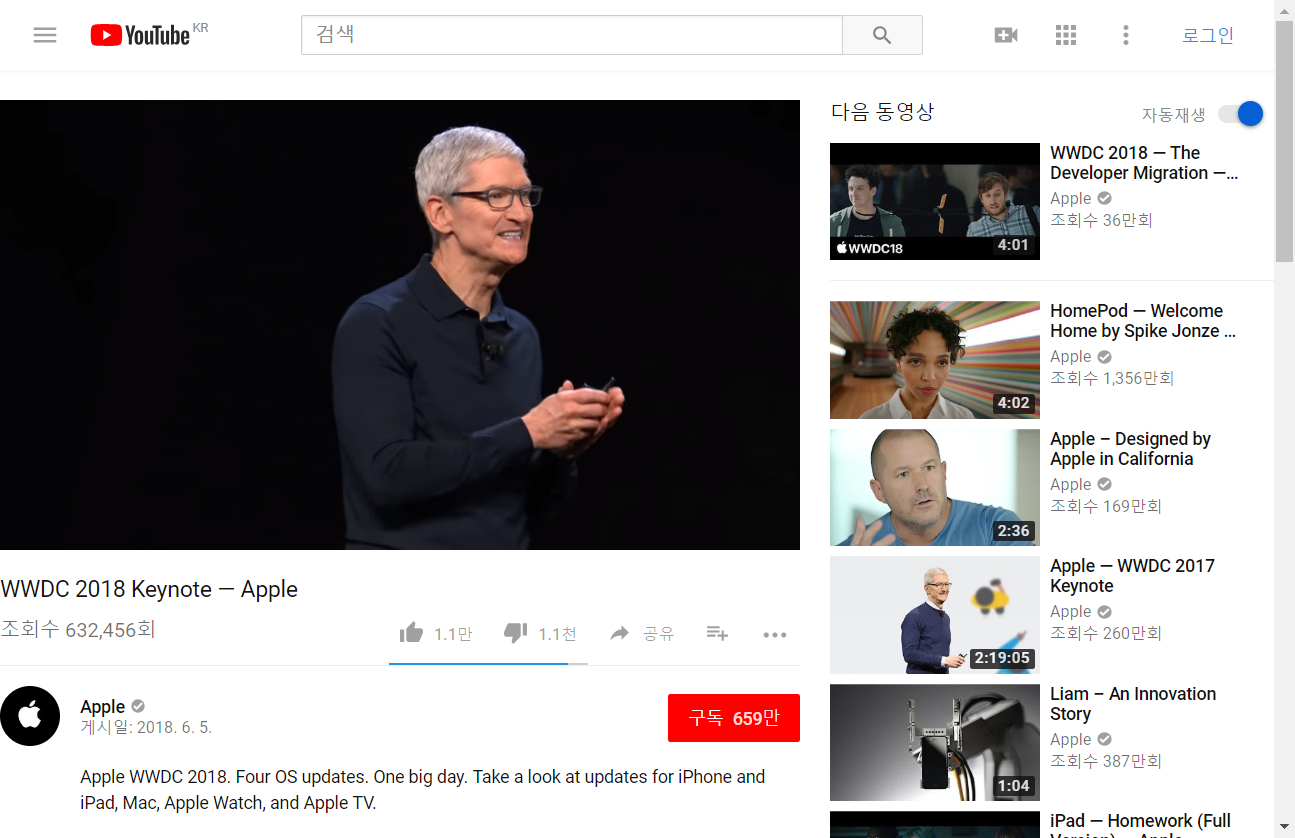 YouTube KR
검색
로그인
다음 동영상
자동재생
WWDC 2018 — The
Developer Migration —...
Apple
조회수 36만회
WWDC18
4:01
HomePod — Welcome
Home by Spike Jonze ...
Apple
조회수 1,356만회
4:02
Apple – Designed by
Apple in California
Apple
조회수 169만회
2:36
Apple — WWDC 2017
Keynote
Apple
조회수 260만회
2:19:05
Liam – An Innovation
Story
Apple
조회수 387만회
1:04
iPad — Homework (Full
Version) — Apple
WWDC 2018 Keynote — Apple
조회수 632,456회
1.1만
1.1천
공유
Apple
게시일: 2018. 6. 5.
구독 659만
Apple WWDC 2018. Four OS updates. One big day. Take a look at updates for iPhone and
iPad, Mac, Apple Watch, and Apple TV.